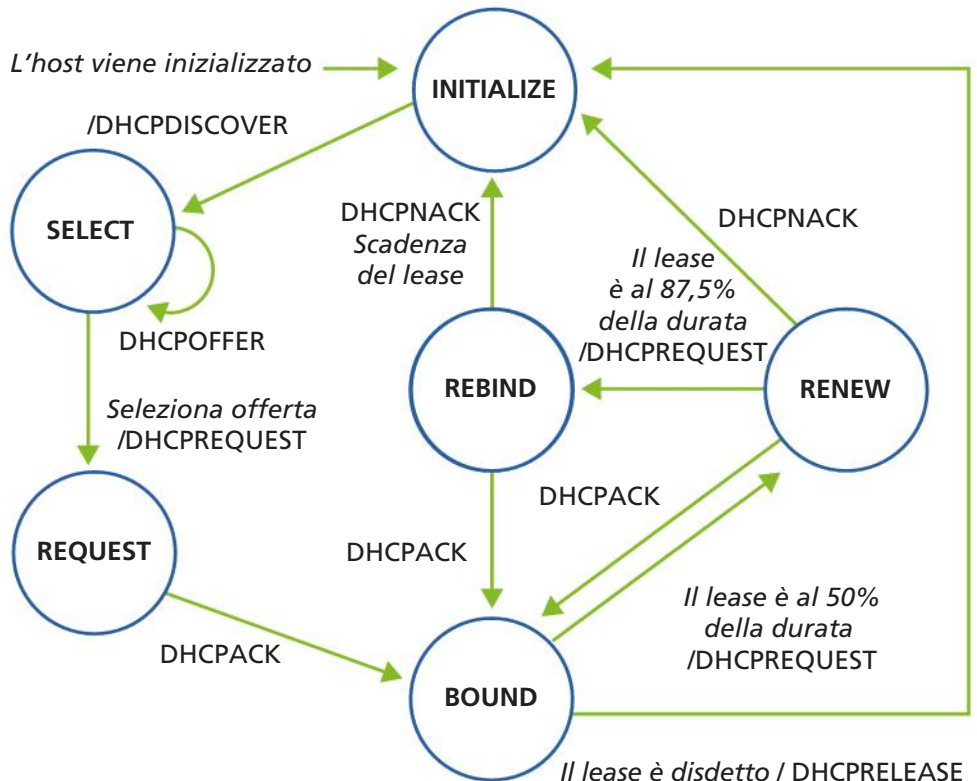 L'host viene inizializzato
INITIALIZE
/DHCPDISCOVER
SELECT
DHCPOFFER
DHCPNACK
Scadenza
del lease
DHCPNACK
Il lease
è al 87,5%
della durata
/DHCPREQUEST
REBIND
RENEW
Seleziona offerta
/DHCPREQUEST
REQUEST
DHCPACK
DHCPACK
DHCPACK
Il lease è al 50%
della durata
/DHCPREQUEST
BOUND
Il lease è disdetto / DHCPRELEASE